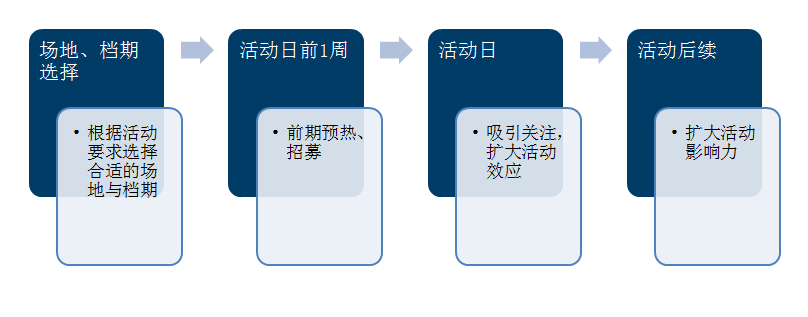 场地、档期
选择
• 根据活动
要求选择
合适的场
地与档期
活动日前1周
• 前期预热、
招募
活动日
• 吸引关注，
扩大活动
效应
活动后续
• 扩大活动
影响力